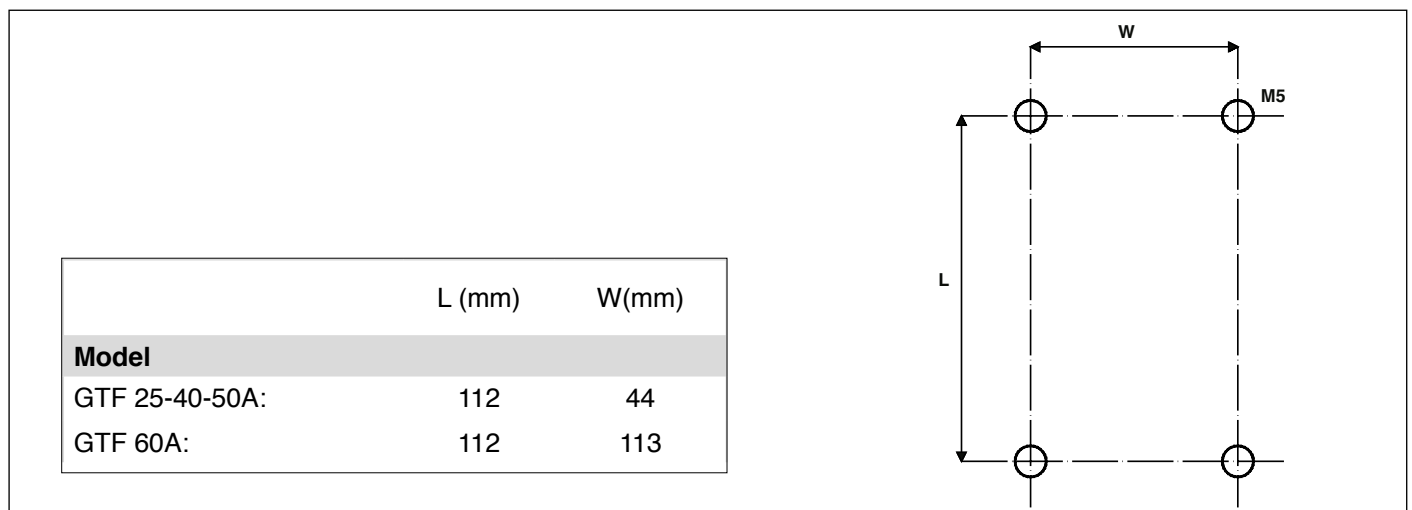 W
M5
L
L (mm) W(mm)
Model
GTF 25-40-50A: 112 44
GTF 60A: 112 113